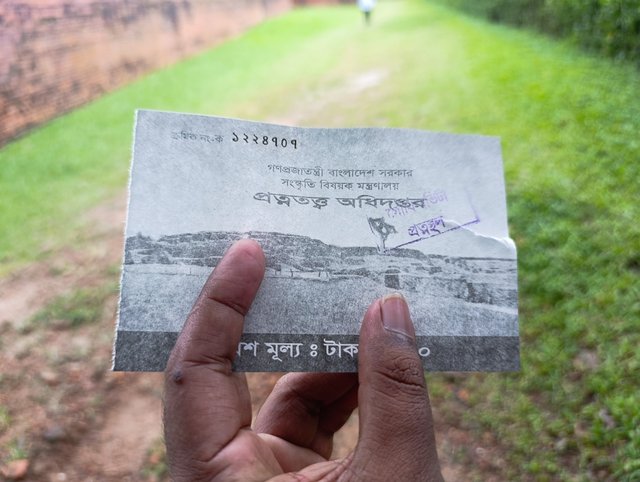 ক্রমিক নং-ক ১২২৪৭০৭
গণপ্রজাতন্ত্রী বাংলাদেশ সরকার
সংস্কৃতি বিষয়ক মন্ত্রণালয়
প্রত্নতত্ত্ব অধিদপ্তর
মূল্য ঃ